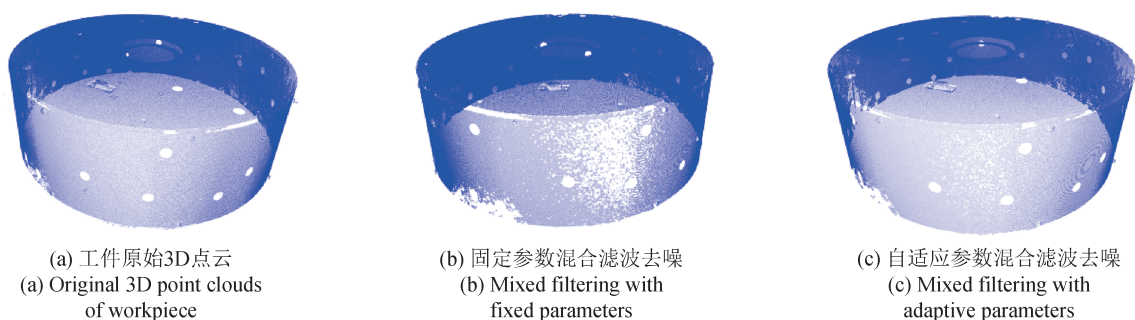 (a) 工件原始3D点云
(a) Original 3D point clouds
of workpiece
(b) 固定参数混合滤波去噪
(b) Mixed filtering with
fixed parameters
(c) 自适应参数混合滤波去噪
(c) Mixed filtering with
adaptive parameters